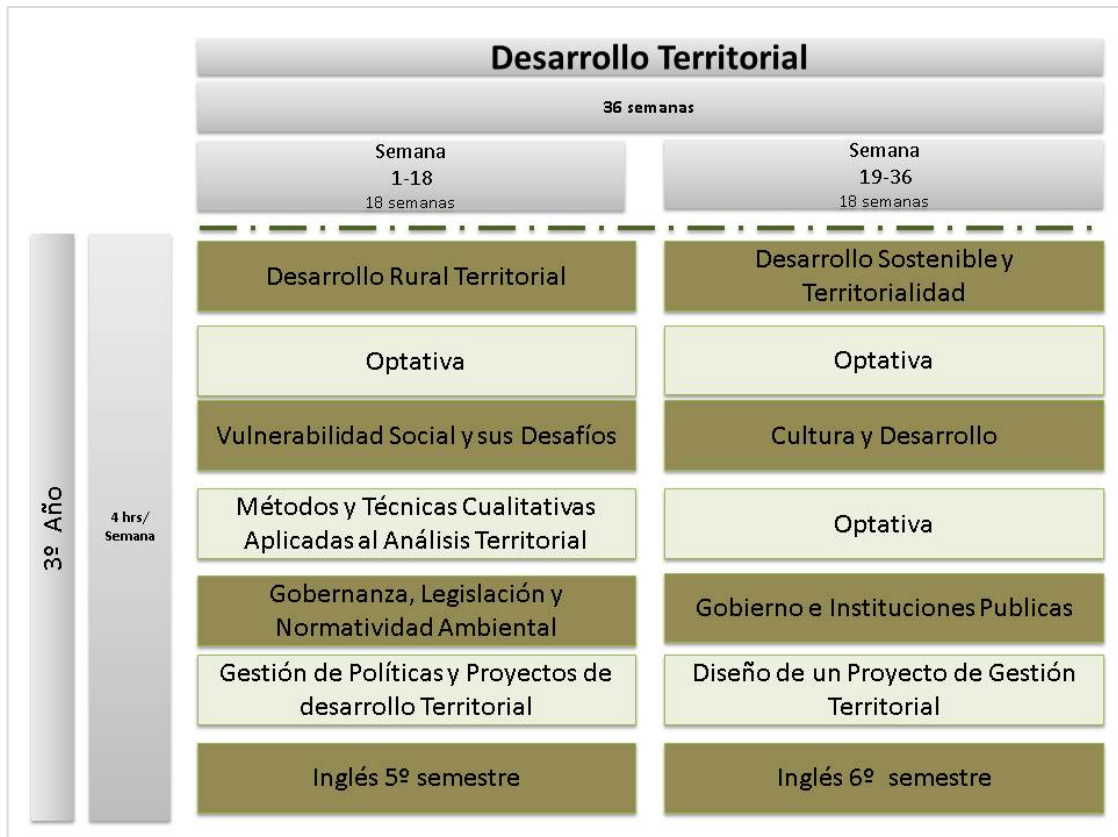 Desarrollo Territorial
36 semanas
Semana
1-18
18 semanas
Semana
19-36
18 semanas
3º Año
4 hrs/
Semana
Desarrollo Rural Territorial
Desarrollo Sostenible y
Territorialidad
Optativa
Optativa
Vulnerabilidad Social y sus Desafíos
Cultura y Desarrollo
Métodos y Técnicas Cualitativas
Aplicadas al Análisis Territorial
Optativa
Gobernanza, Legislación y
Normatividad Ambiental
Gobierno e Instituciones Publicas
Gestión de Políticas y Proyectos de
desarrollo Territorial
Diseño de un Proyecto de Gestión
Territorial
Inglés 5º semestre
Inglés 6º semestre